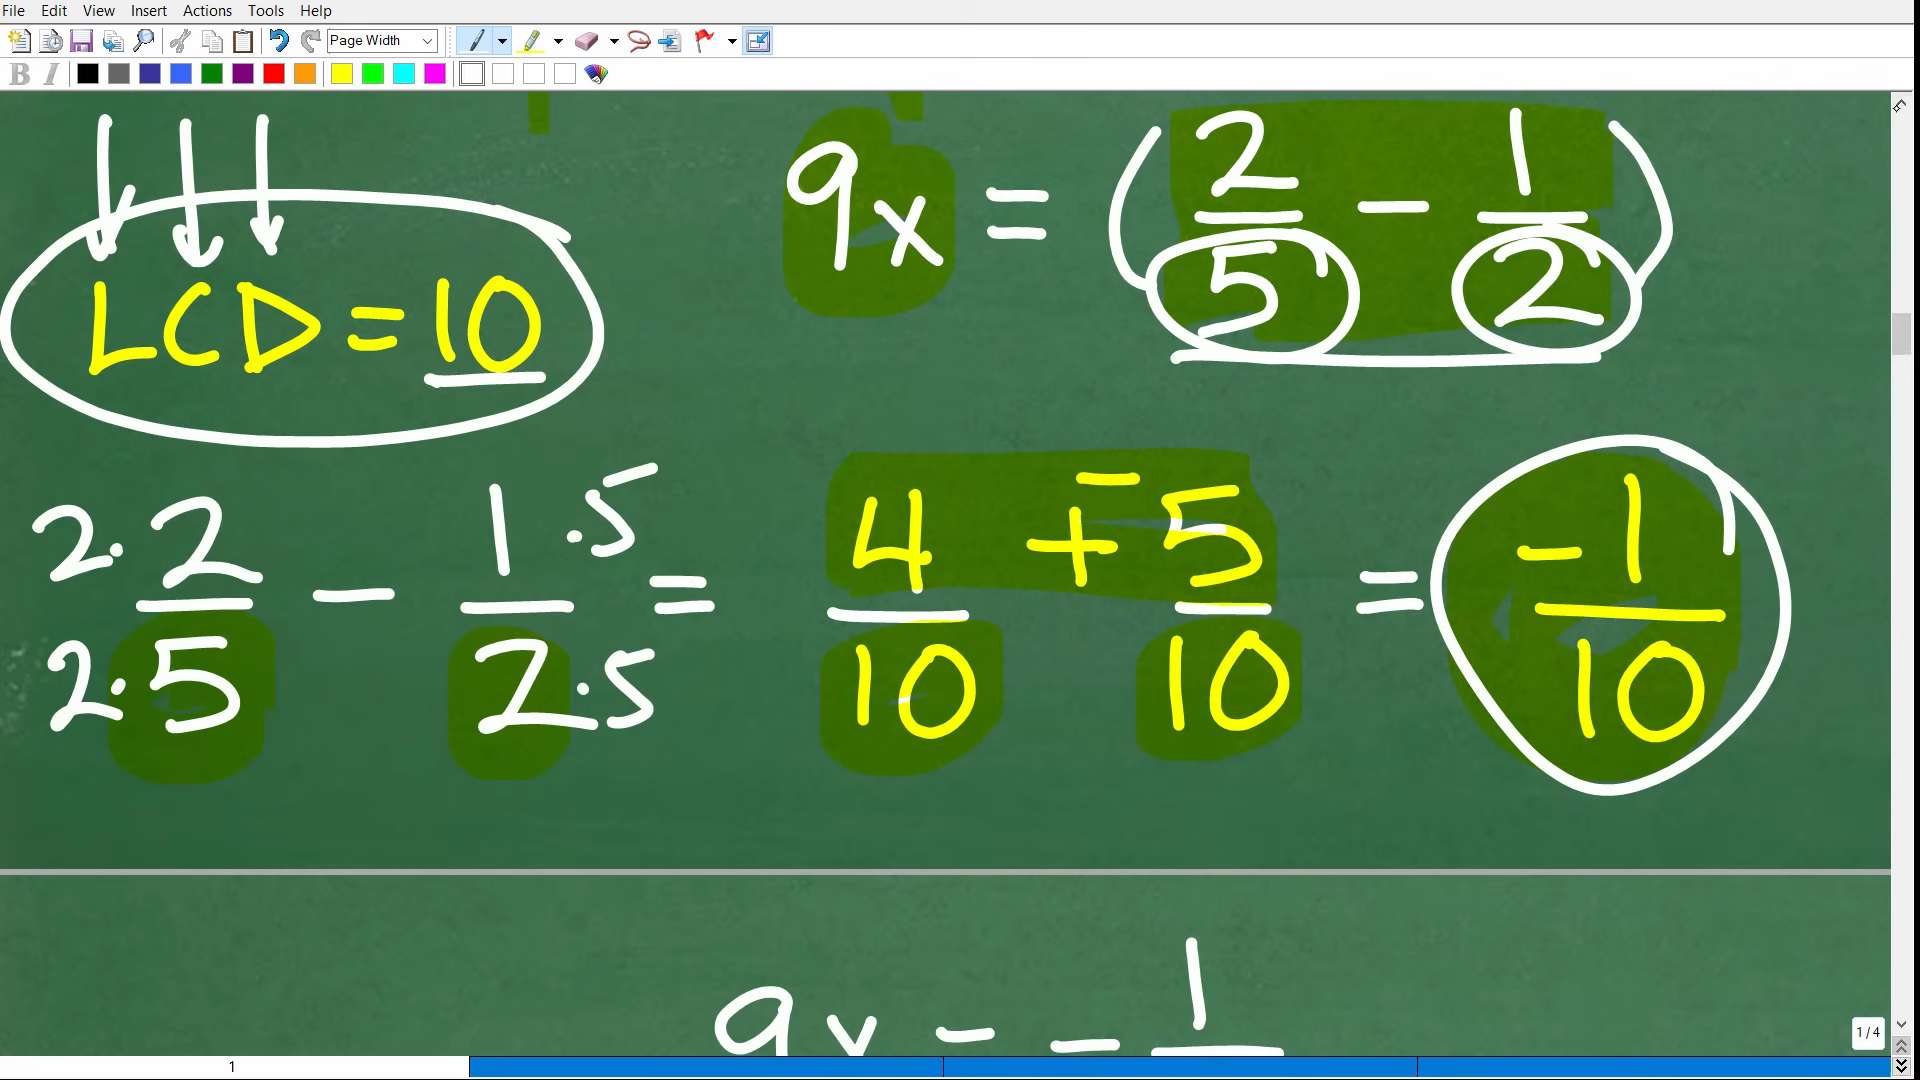 File Edit View Insert Actions Tools Help
Page Width
B I
9x = (2/5 - 1/2)
LCD = 10
2·2/2·5 - 1·5/2·5 = 4/10 + -5/10 = -1/10
9x = -1
1/4
1